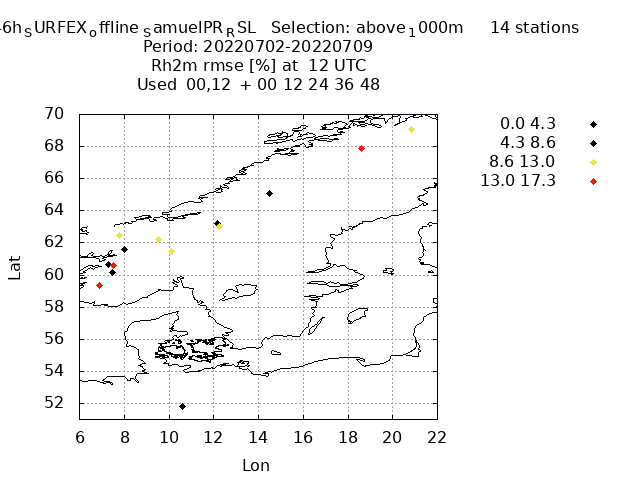 46h_SURFEX_offline_SamuelPR_RSL Selection: above_1000m 14 stations
Period: 20220702-20220709
Rh2m rmse [%] at 12 UTC
Used 00,12 + 00 12 24 36 48
0.0 4.3
4.3 8.6
8.6 13.0
13.0 17.3
70
68
66
64
62
60
58
56
54
52
Lat
6 8 10 12 14 16 18 20 22
Lon